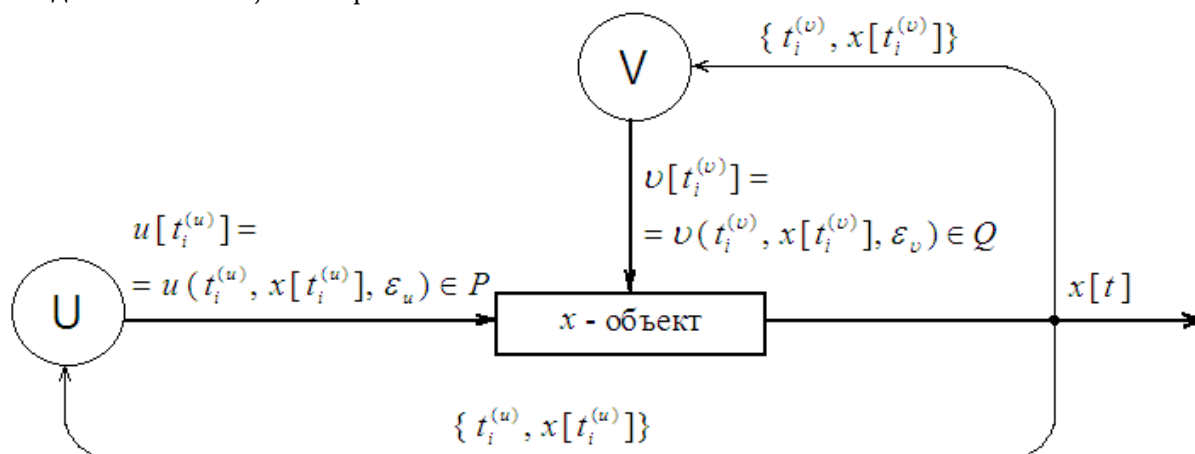 { t_i^(υ), x[t_i^(υ)]}
V
υ[t_i^(υ)] =
= υ(t_i^(υ), x[t_i^(υ)], ε_υ) ∈ Q
u[t_i^(u)] =
= u(t_i^(u), x[t_i^(u)], ε_u) ∈ P
U
x - объект
x[t]
{ t_i^(u), x[t_i^(u)]}